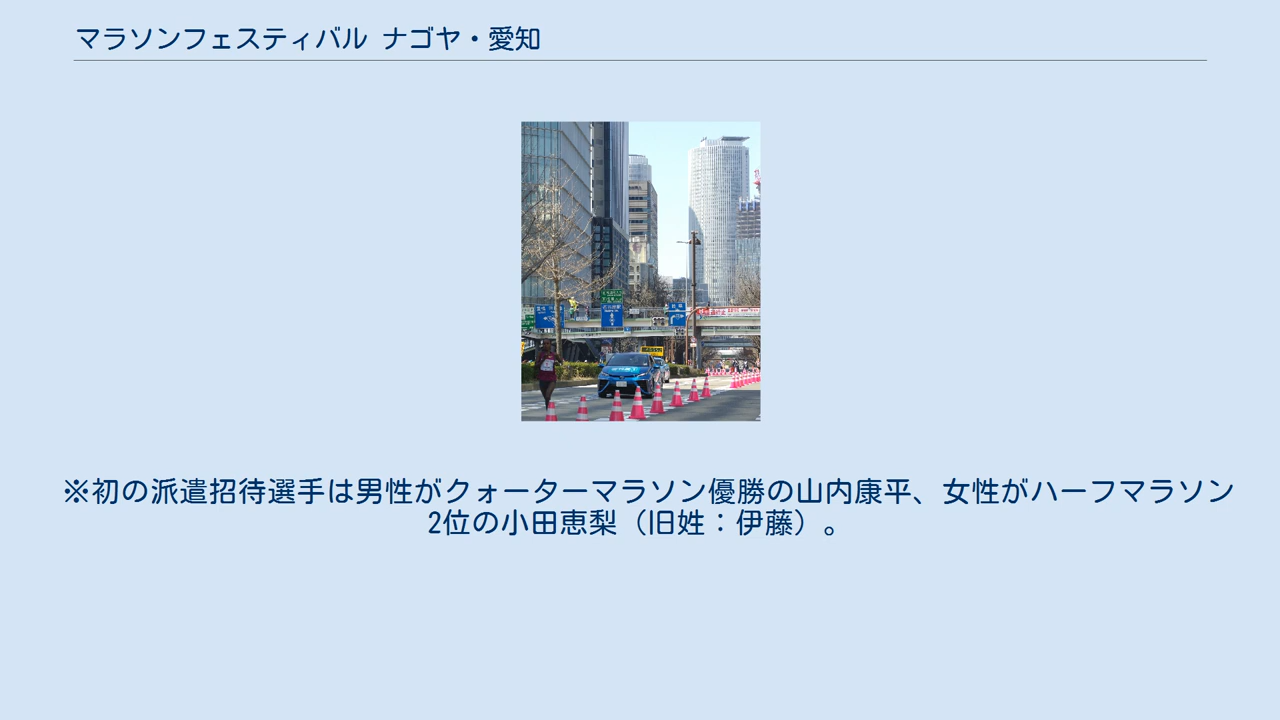 マラソンフェスティバル ナゴヤ・愛知
※初の派遣招待選手は男性がクォーターマラソン優勝の山内康平、女性がハーフマラソン
2位の小田恵梨（旧姓：伊藤）。